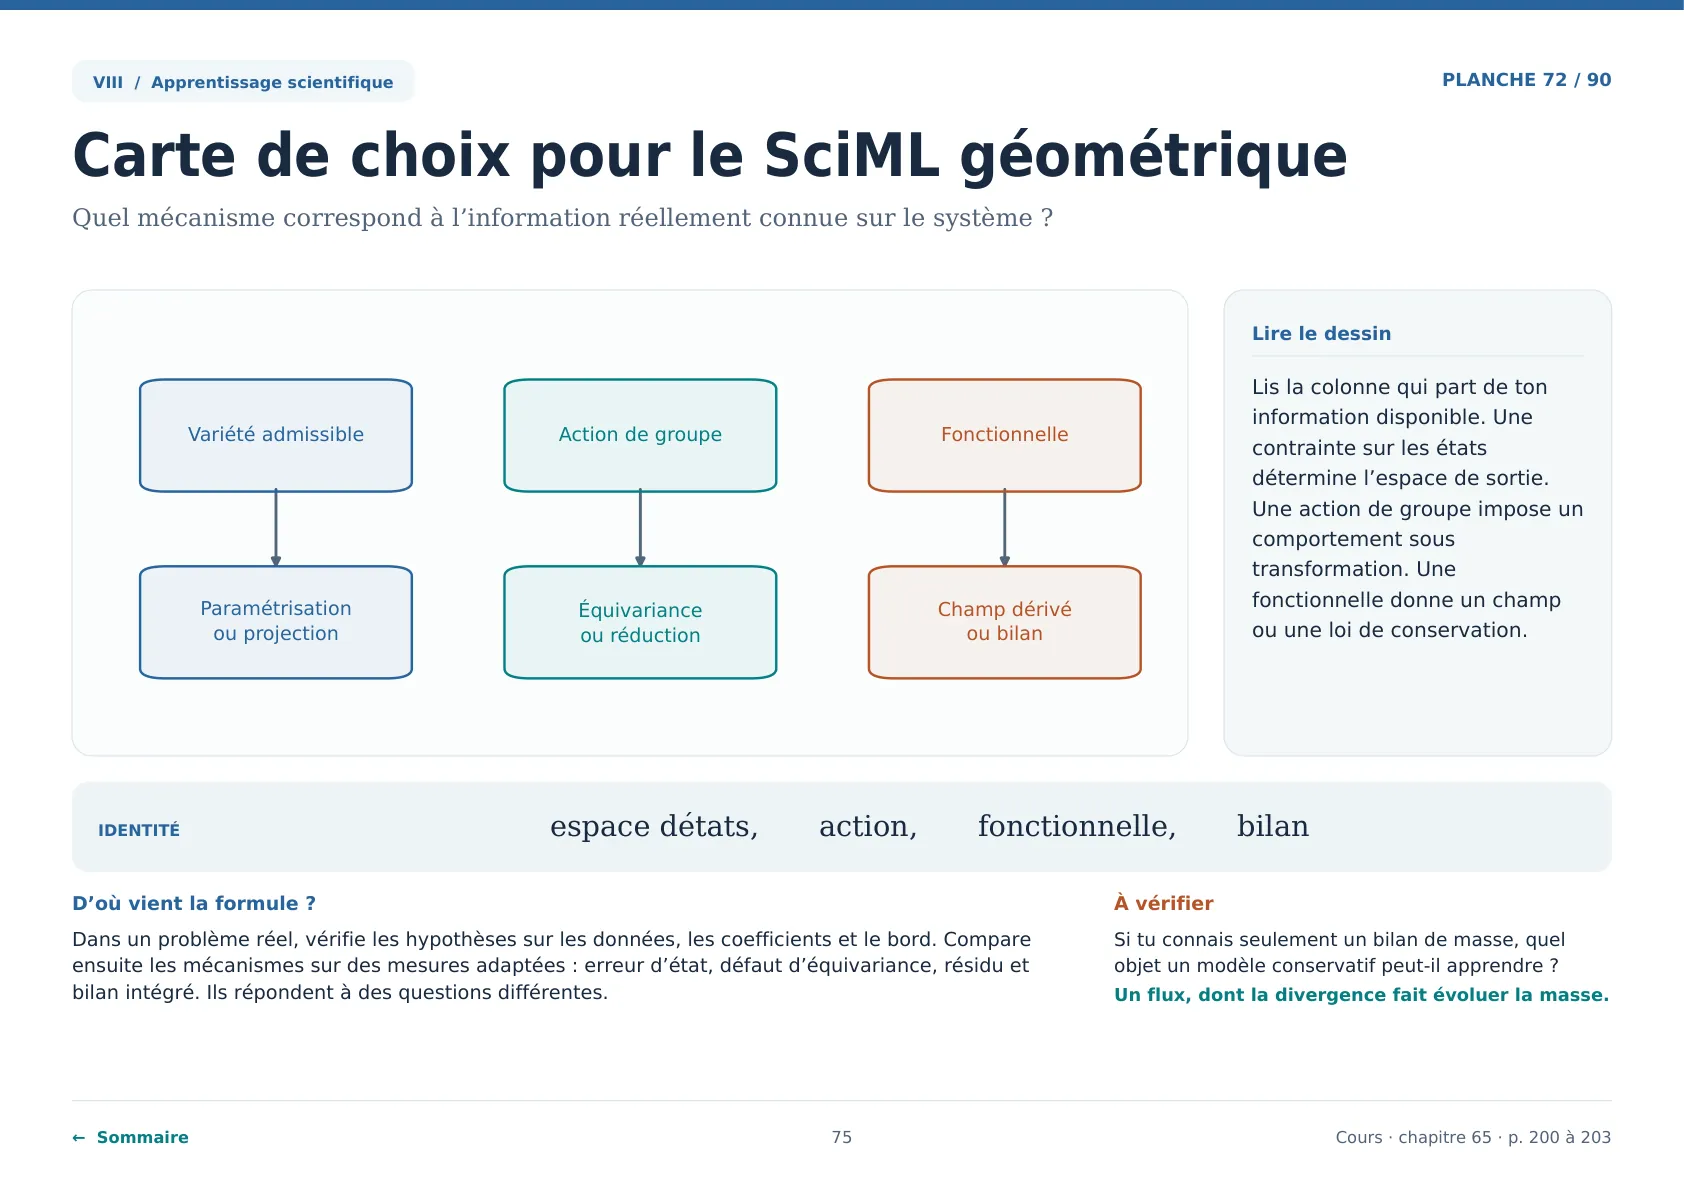 VIII / Apprentissage scientifique
PLANCHE 72 / 90
Carte de choix pour le SciML géométrique
Quel mécanisme correspond à l’information réellement connue sur le système ?
Variété admissible
Action de groupe
Fonctionnelle
Paramétrisation
ou projection
Équivariance
ou réduction
Champ dérivé
ou bilan
Lire le dessin
Lis la colonne qui part de ton
information disponible. Une
contrainte sur les états
détermine l’espace de sortie.
Une action de groupe impose un
comportement sous
transformation. Une
fonctionnelle donne un champ
ou une loi de conservation.
IDENTITÉ
espace détats, action, fonctionnelle, bilan
D’où vient la formule ?
Dans un problème réel, vérifie les hypothèses sur les données, les coefficients et le bord. Compare
ensuite les mécanismes sur des mesures adaptées : erreur d’état, défaut d’équivariance, résidu et
bilan intégré. Ils répondent à des questions différentes.
À vérifier
Si tu connais seulement un bilan de masse, quel
objet un modèle conservatif peut-il apprendre ?
Un flux, dont la divergence fait évoluer la masse.
← Sommaire
75
Cours · chapitre 65 · p. 200 à 203